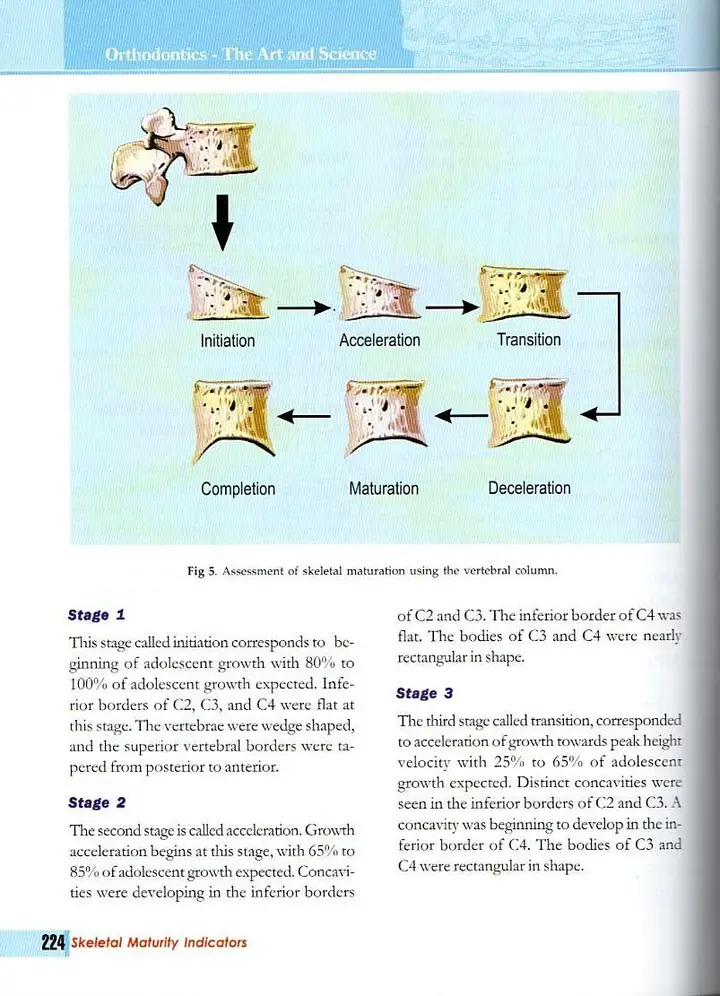 Orthodontics - The Art and Science
Initiation
Acceleration
Transition
Completion
Maturation
Deceleration
Fig 5. Assessment of skeletal maturation using the vertebral column.
Stage 1
This stage called initiation corresponds to be-
ginning of adolescent growth with 80% to
100% of adolescent growth expected. Infe-
rior borders of C2, C3, and C4 were flat at
this stage. The vertebrae were wedge shaped,
and the superior vertebral borders were ta-
pered from posterior to anterior.
Stage 2
The second stage is called acceleration. Growth
acceleration begins at this stage, with 65% to
85% of adolescent growth expected. Concavi-
ties were developing in the inferior borders
of C2 and C3. The inferior border of C4 was
flat. The bodies of C3 and C4 were nearly
rectangular in shape.
Stage 3
The third stage called transition, corresponded
to acceleration of growth towards peak height
velocity with 25% to 65% of adolescent
growth expected. Distinct concavities were
seen in the inferior borders of C2 and C3. A
concavity was beginning to develop in the in-
ferior border of C4. The bodies of C3 and
C4 were rectangular in shape.
224 Skeletal Maturity Indicators